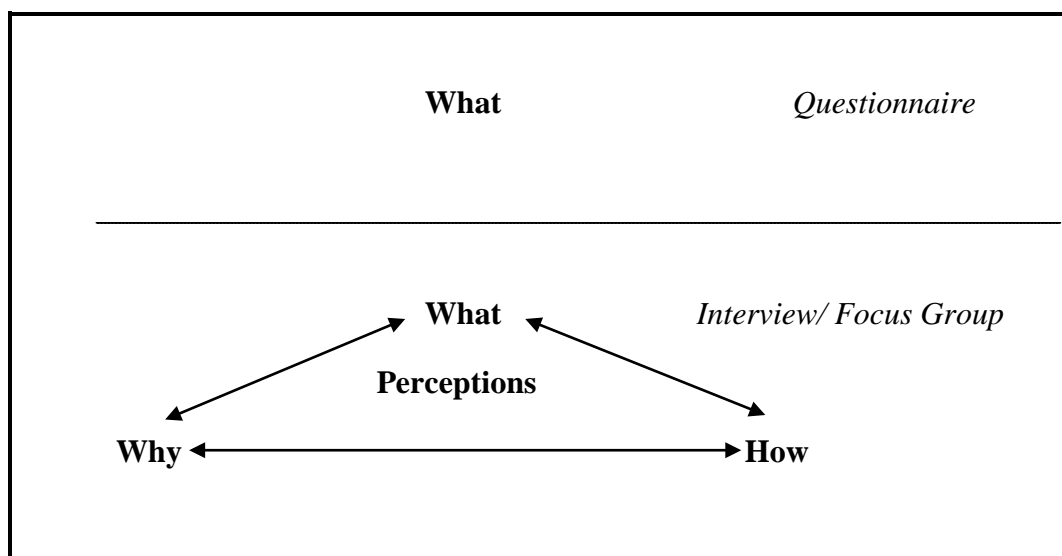 What Questionnaire
What Interview/ Focus Group
Perceptions
Why How